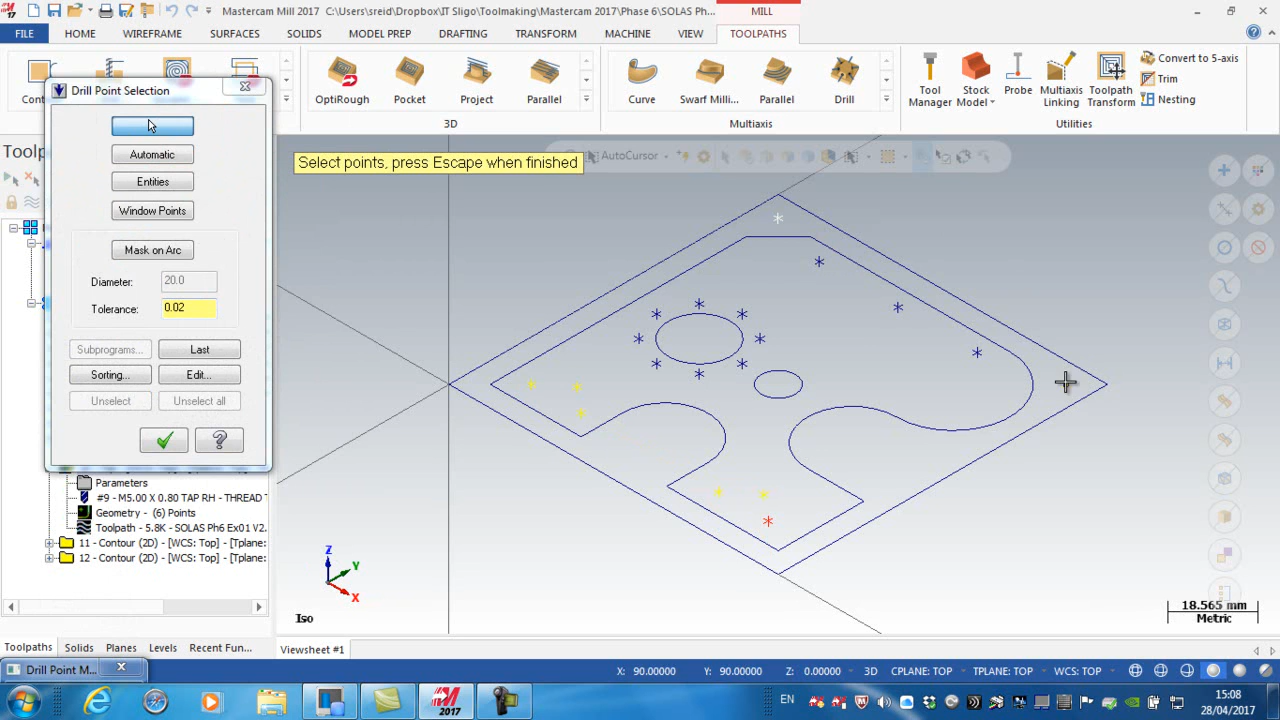 Mastercam Mill 2017 C:\Users\sreid\Dropbox\IT Sligo\Toolmaking\Mastercam 2017\Phase 6\SOLAS Ph...
MILL
FILE HOME WIREFRAME SURFACES SOLIDS MODEL PREP DRAFTING TRANSFORM MACHINE VIEW TOOLPATHS
OptiRough Pocket Project Parallel
3D
Curve Swarf Milli... Parallel Drill
Multiaxis
Tool Manager
Stock Model
Probe
Multiaxis Linking
Toolpath Transform
Convert to 5-axis
Trim
Nesting
Utilities
Drill Point Selection
Automatic
Entities
Window Points
Mask on Arc
Diameter: 20.0
Tolerance: 0.02
Subprograms... Last
Sorting... Edit...
Unselect Unselect all
Select points, press Escape when finished
AutoCursor
Parameters
#9 - M5.00 X 0.80 TAP RH - THREAD T
Geometry - (6) Points
Toolpath - 5.8K - SOLAS Ph6 Ex01 V2.
11 - Contour (2D) - [WCS: Top] - [Tplane:
12 - Contour (2D) - [WCS: Top] - [Tplane:
Z
Y
X
Iso
18.565 mm
Metric
Toolpaths Solids Planes Levels Recent Fun...
Viewsheet #1
Drill Point M...
X: 90.00000 Y: 90.00000 Z: 0.00000 3D CPLANE: TOP TPLANE: TOP WCS: TOP
2017
EN
15:08
28/04/2017